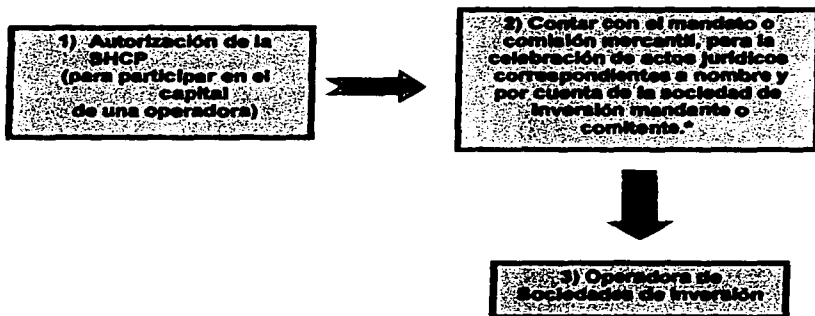 1) Autorización de la
SHCP
(para participar en el
capital
de una operadora)
2) Contar con el mandato o
comisión mercantil, para la
celebración de actos jurídicos
correspondientes a nombre y
por cuenta de la sociedad de
inversión mandante o
comitente.*
3) Operadora de
Sociedades de Inversión